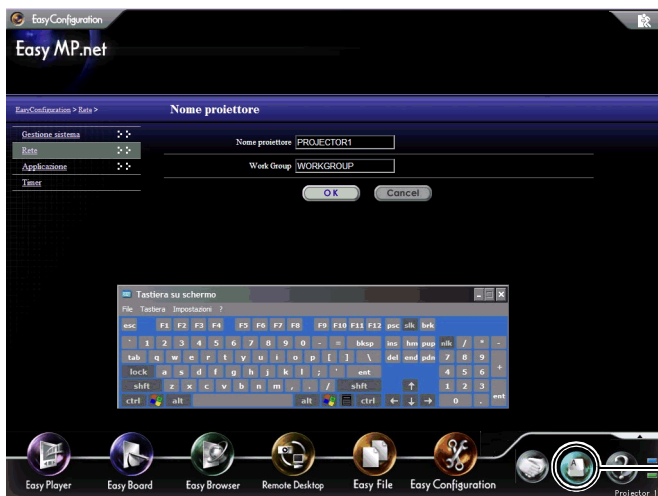 EasyConfiguration
Easy MP.net
EasyConfiguration > Rete >
Nome proiettore
Gestione sistema
Rete
Applicazione
Timer
Nome proiettore PROJECTOR1
Work Group WORKGROUP
OK Cancel
Tastiera su schermo
File Tastiera Impostazioni ?
esc F1 F2 F3 F4 F5 F6 F7 F8 F9 F10 F11 F12 psc slk brk
` 1 2 3 4 5 6 7 8 9 0 - = bksp ins hm pup nlk / * -
tab q w e r t y u i o p [ ] \ del end pdn 7 8 9 +
lock a s d f g h j k l ; ' ent 4 5 6
shft z x c v b n m , . / shft ↑ 1 2 3 ent
ctrl alt alt ctrl ← ↓ → 0 .
Easy Player Easy Board Easy Browser Remote Desktop Easy File Easy Configuration
A
?
Projector